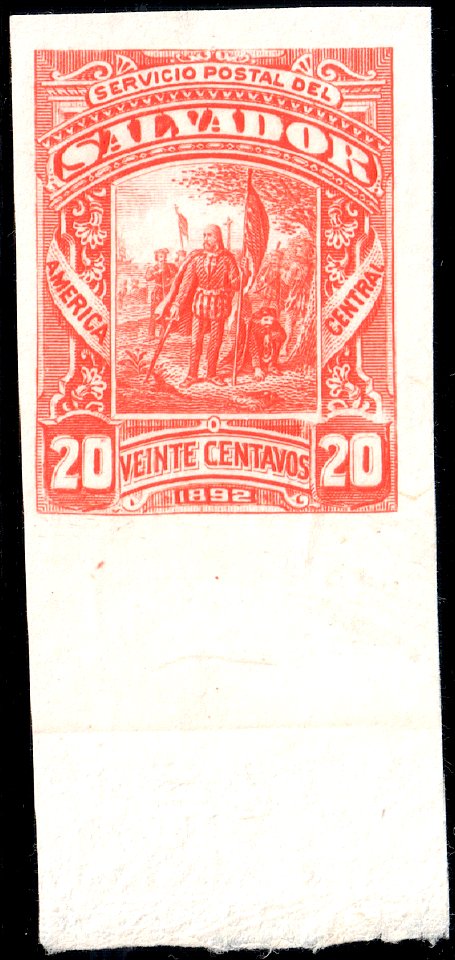 SERVICIO POSTAL DEL
SALVADOR
AMERICA
CENTRAL
20 VEINTE CENTAVOS 20
1892